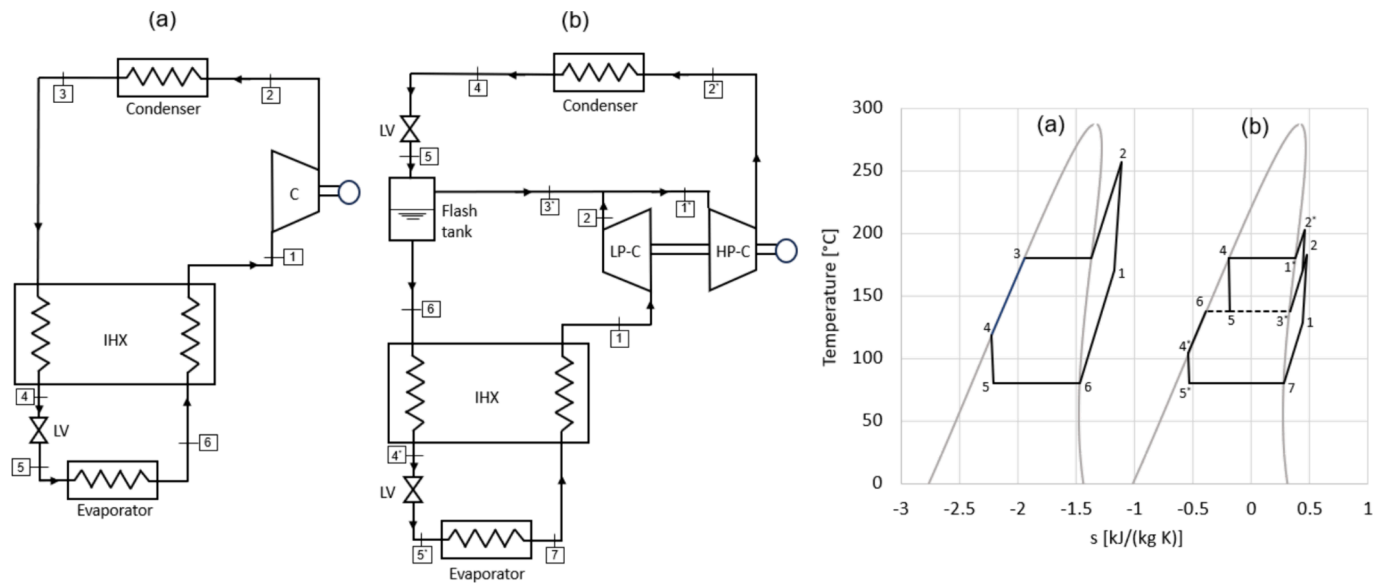 (a)
3
2
Condenser
C
1
IHX
4
LV
6
5
Evaporator
(b)
4
2*
Condenser
LV
5
Flash
tank
3*
1*
2
LP-C
HP-C
6
1
IHX
4*
LV
5*
7
Evaporator
300
250
200
150
100
50
0
Temperature [°C]
-3
-2.5
-2
-1.5
-1
-0.5
0
0.5
1
s [kJ/(kg K)]
(a)
2
3
1
4
5
6
(b)
2*
2
4
1*
6
5
3*
1
4*
5*
7